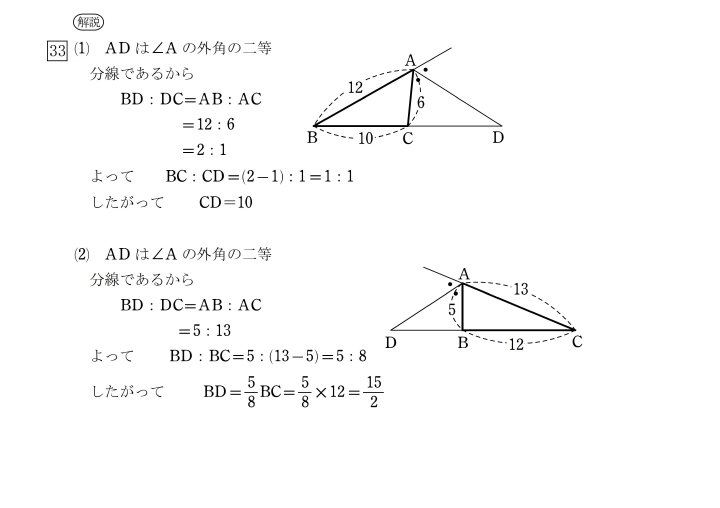 解説
33 (1) ADは∠Aの外角の二等
分線であるから
BD：DC=AB：AC
=12：6
=2：1
よって BC：CD=(2−1)：1=1：1
したがって CD=10
A
12
6
B
10
C
D
(2) ADは∠Aの外角の二等
分線であるから
BD：DC=AB：AC
=5：13
よって BD：BC=5：(13−5)=5：8
したがって BD=5/8BC=5/8×12=15/2
A
13
5
D
B
12
C